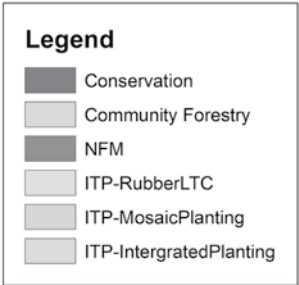 Legend
Conservation
Community Forestry
NFM
ITP-RubberLTC
ITP-MosaicPlanting
ITP-IntergratedPlanting